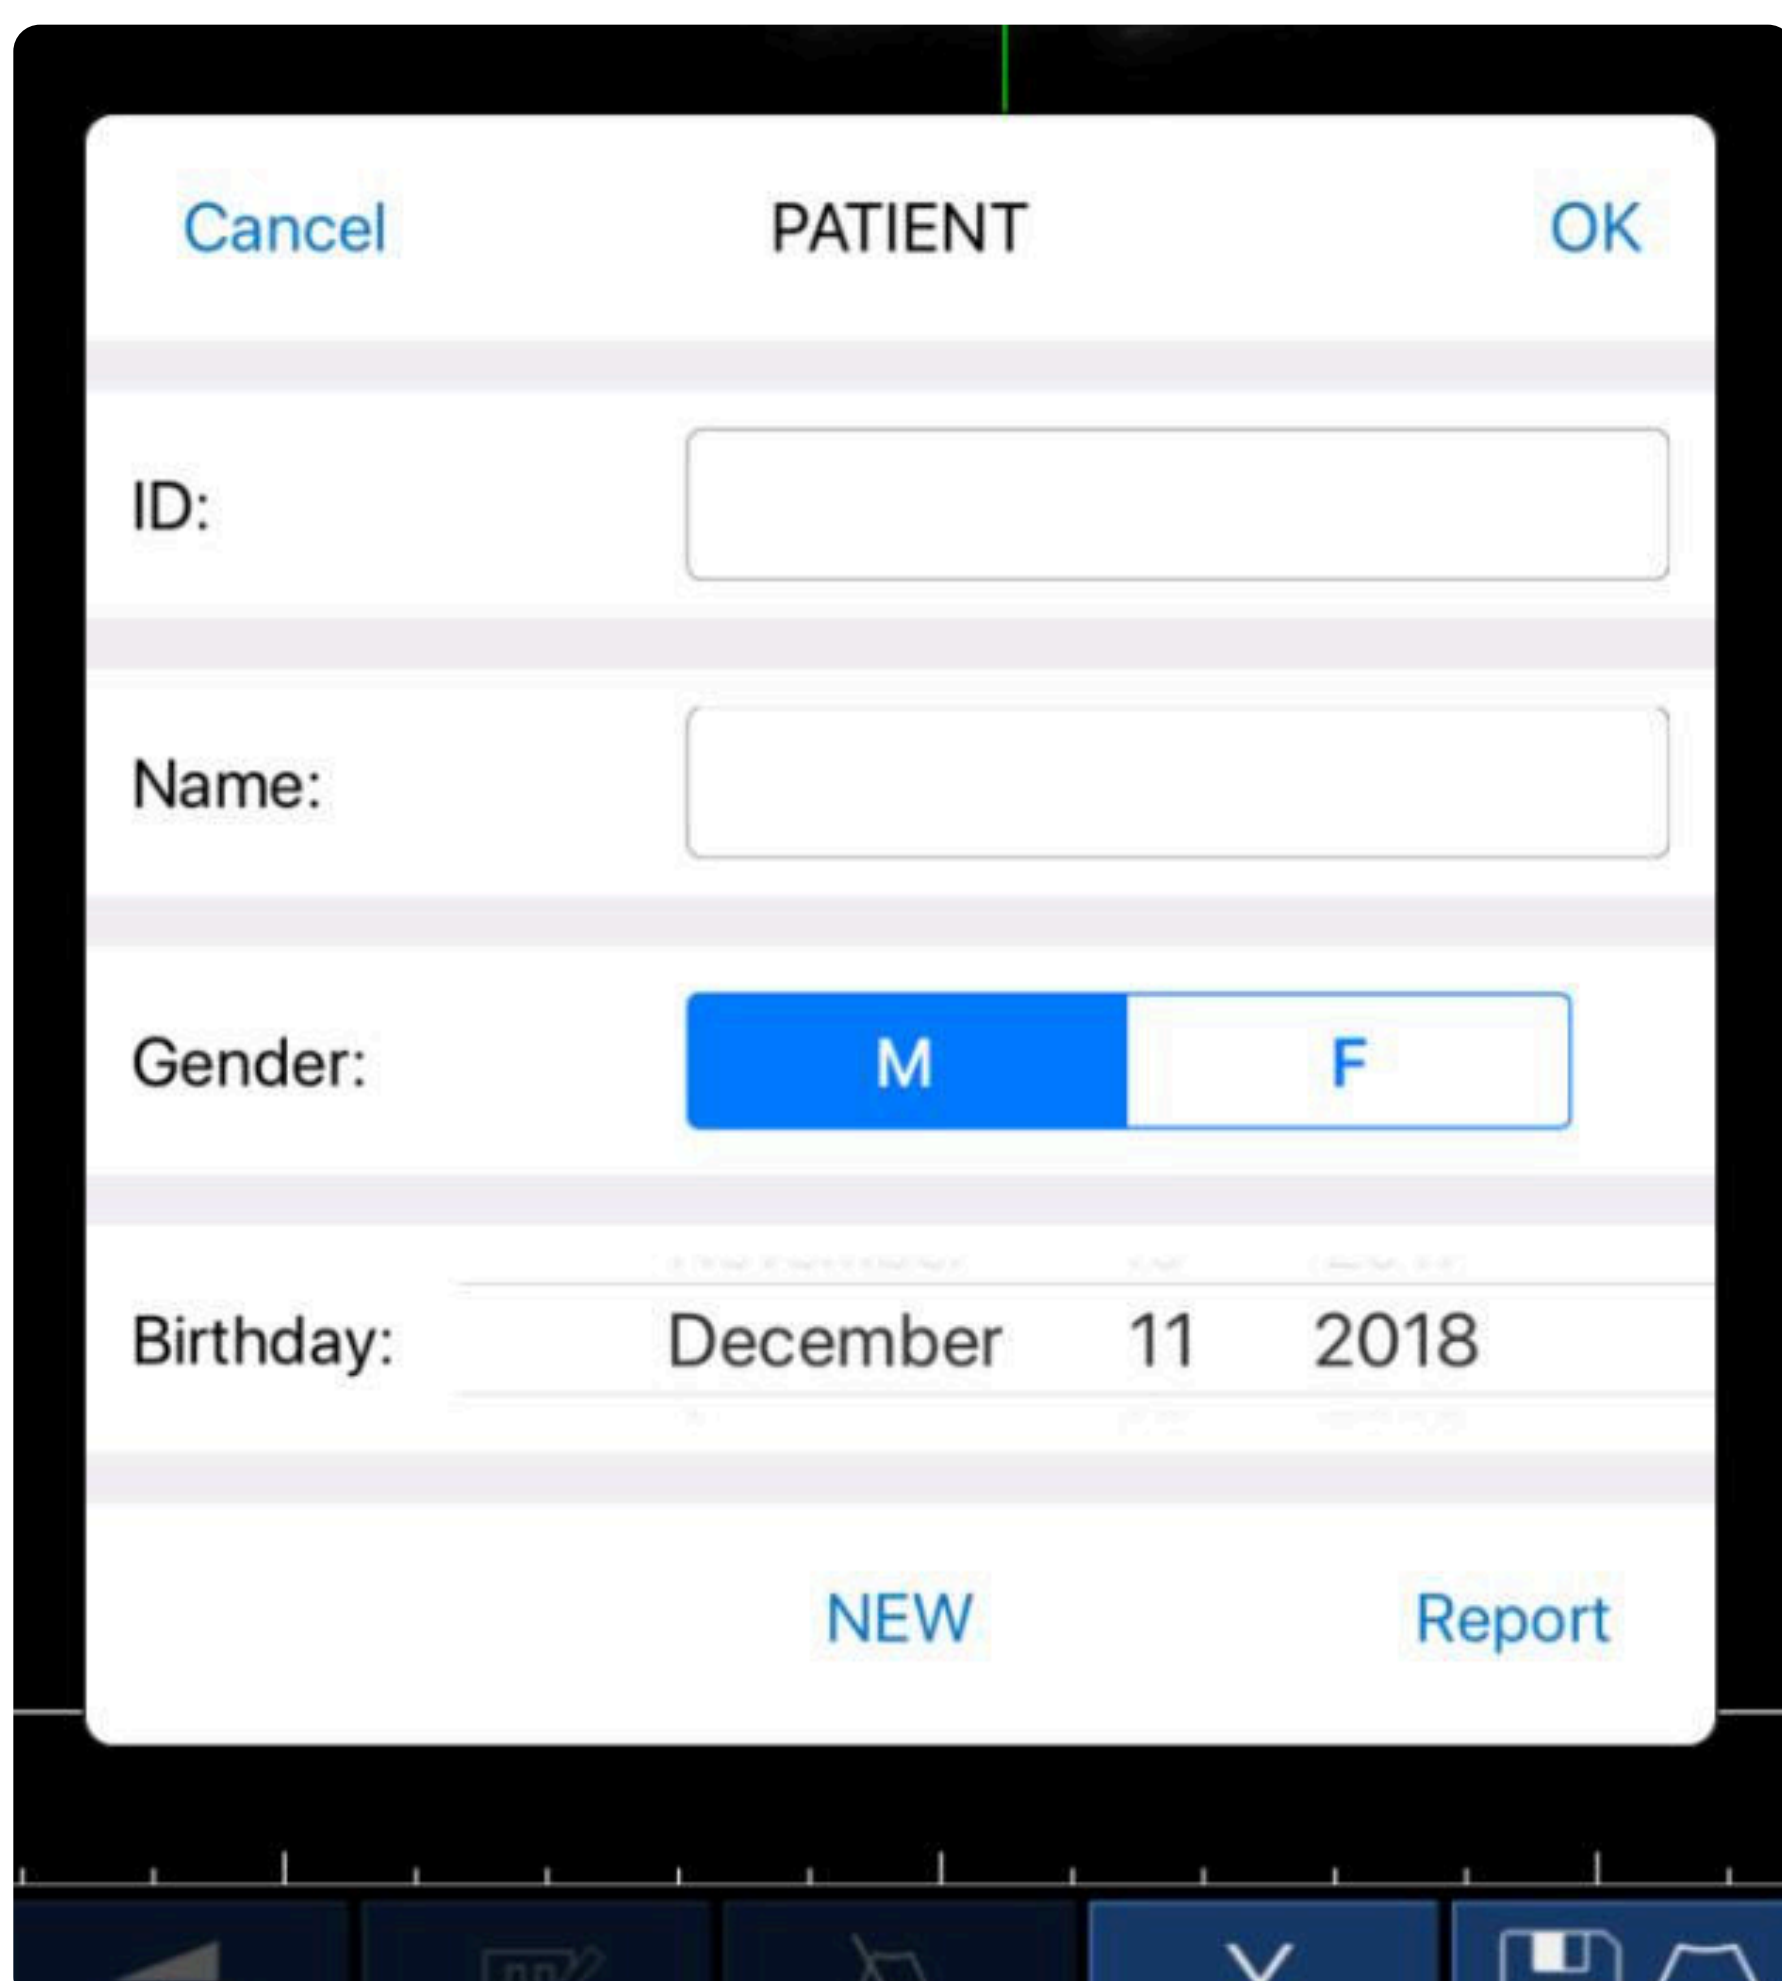 Cancel PATIENT OK
ID:
Name:
Gender: M F
Birthday: December 11 2018
NEW Report